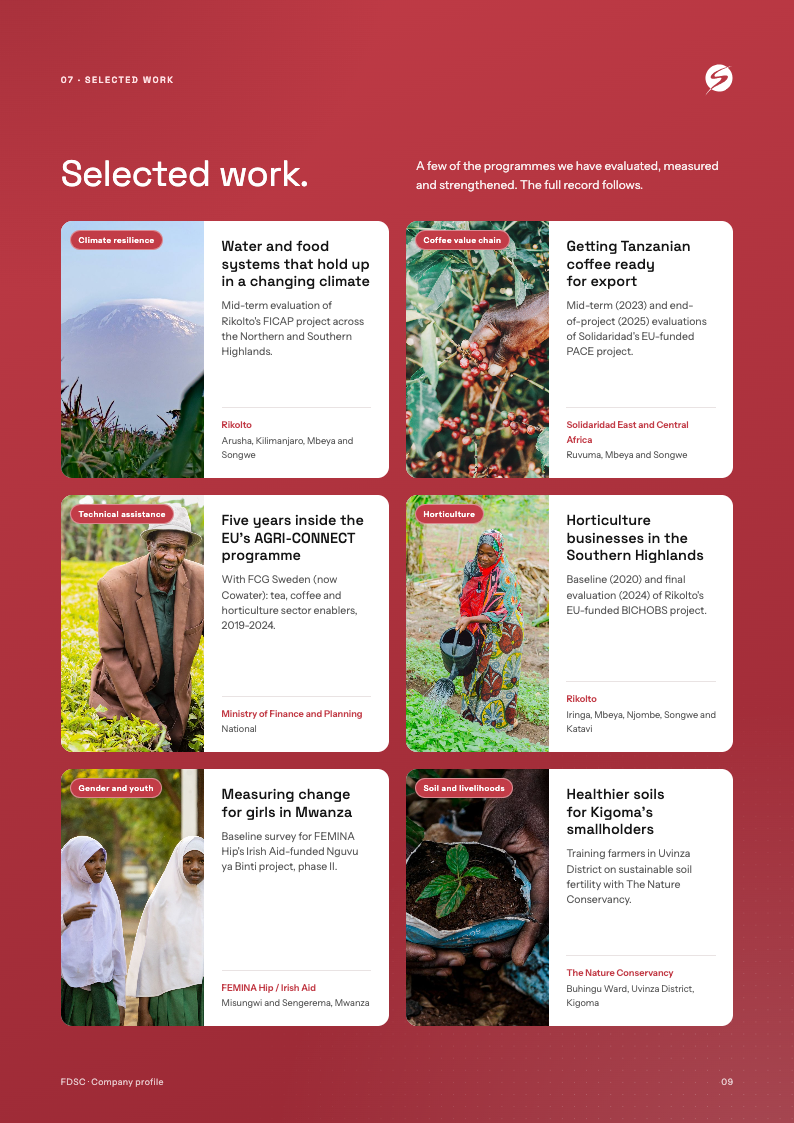 07 · SELECTED WORK
Selected work.
A few of the programmes we have evaluated, measured
and strengthened. The full record follows.
Climate resilience
Water and food
systems that hold up
in a changing climate
Mid-term evaluation of
Rikolto's FICAP project across
the Northern and Southern
Highlands.
Rikolto
Arusha, Kilimanjaro, Mbeya and
Songwe
Coffee value chain
Getting Tanzanian
coffee ready
for export
Mid-term (2023) and end-
of-project (2025) evaluations
of Solidaridad's EU-funded
PACE project.
Solidaridad East and Central
Africa
Ruvuma, Mbeya and Songwe
Technical assistance
Five years inside the
EU's AGRI-CONNECT
programme
With FCG Sweden (now
Cowater): tea, coffee and
horticulture sector enablers,
2019-2024.
Ministry of Finance and Planning
National
Horticulture
Horticulture
businesses in the
Southern Highlands
Baseline (2020) and final
evaluation (2024) of Rikolto's
EU-funded BICHOBS project.
Rikolto
Iringa, Mbeya, Njombe, Songwe and
Katavi
Gender and youth
Measuring change
for girls in Mwanza
Baseline survey for FEMINA
Hip's Irish Aid-funded Nguvu
ya Binti project, phase II.
FEMINA Hip / Irish Aid
Misungwi and Sengerema, Mwanza
Soil and livelihoods
Healthier soils
for Kigoma's
smallholders
Training farmers in Uvinza
District on sustainable soil
fertility with The Nature
Conservancy.
The Nature Conservancy
Buhingu Ward, Uvinza District,
Kigoma
FDSC · Company profile
09